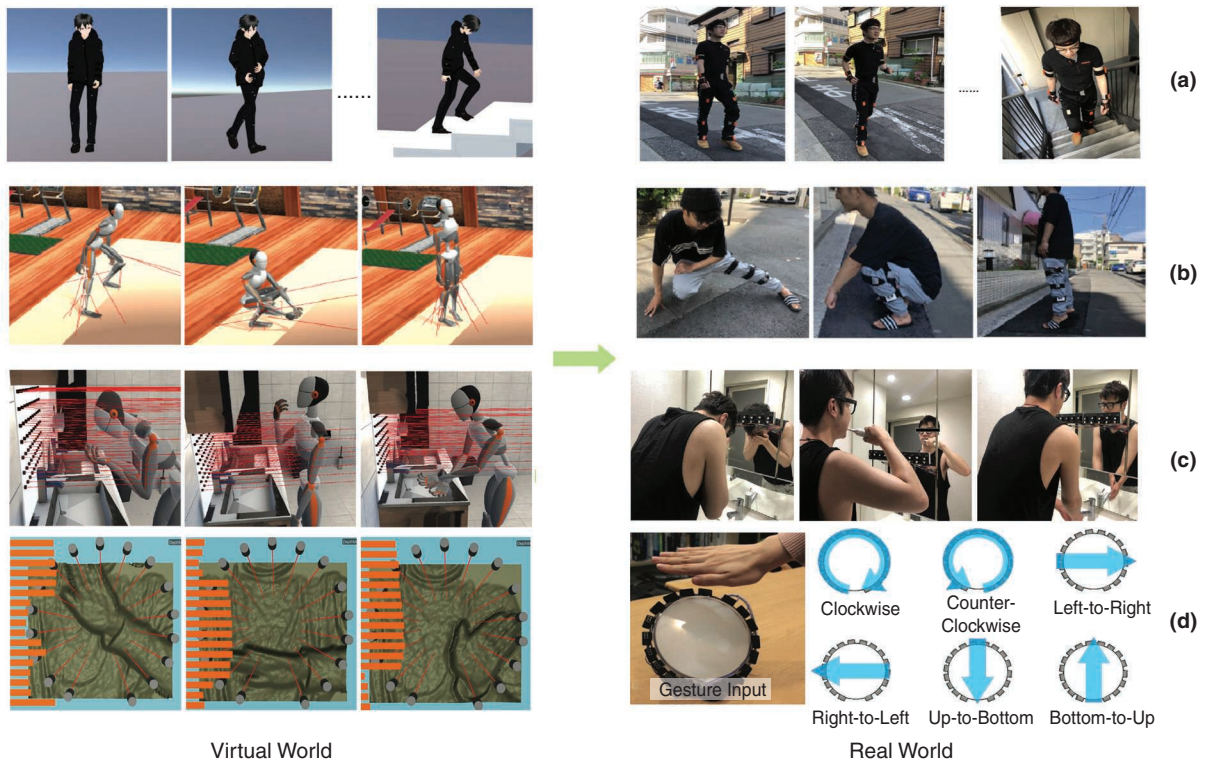 ......
......
(a)
(b)
(c)
Clockwise
Counter-
Clockwise
Left-to-Right
(d)
Gesture Input
Right-to-Left
Up-to-Bottom
Bottom-to-Up
Virtual World
Real World